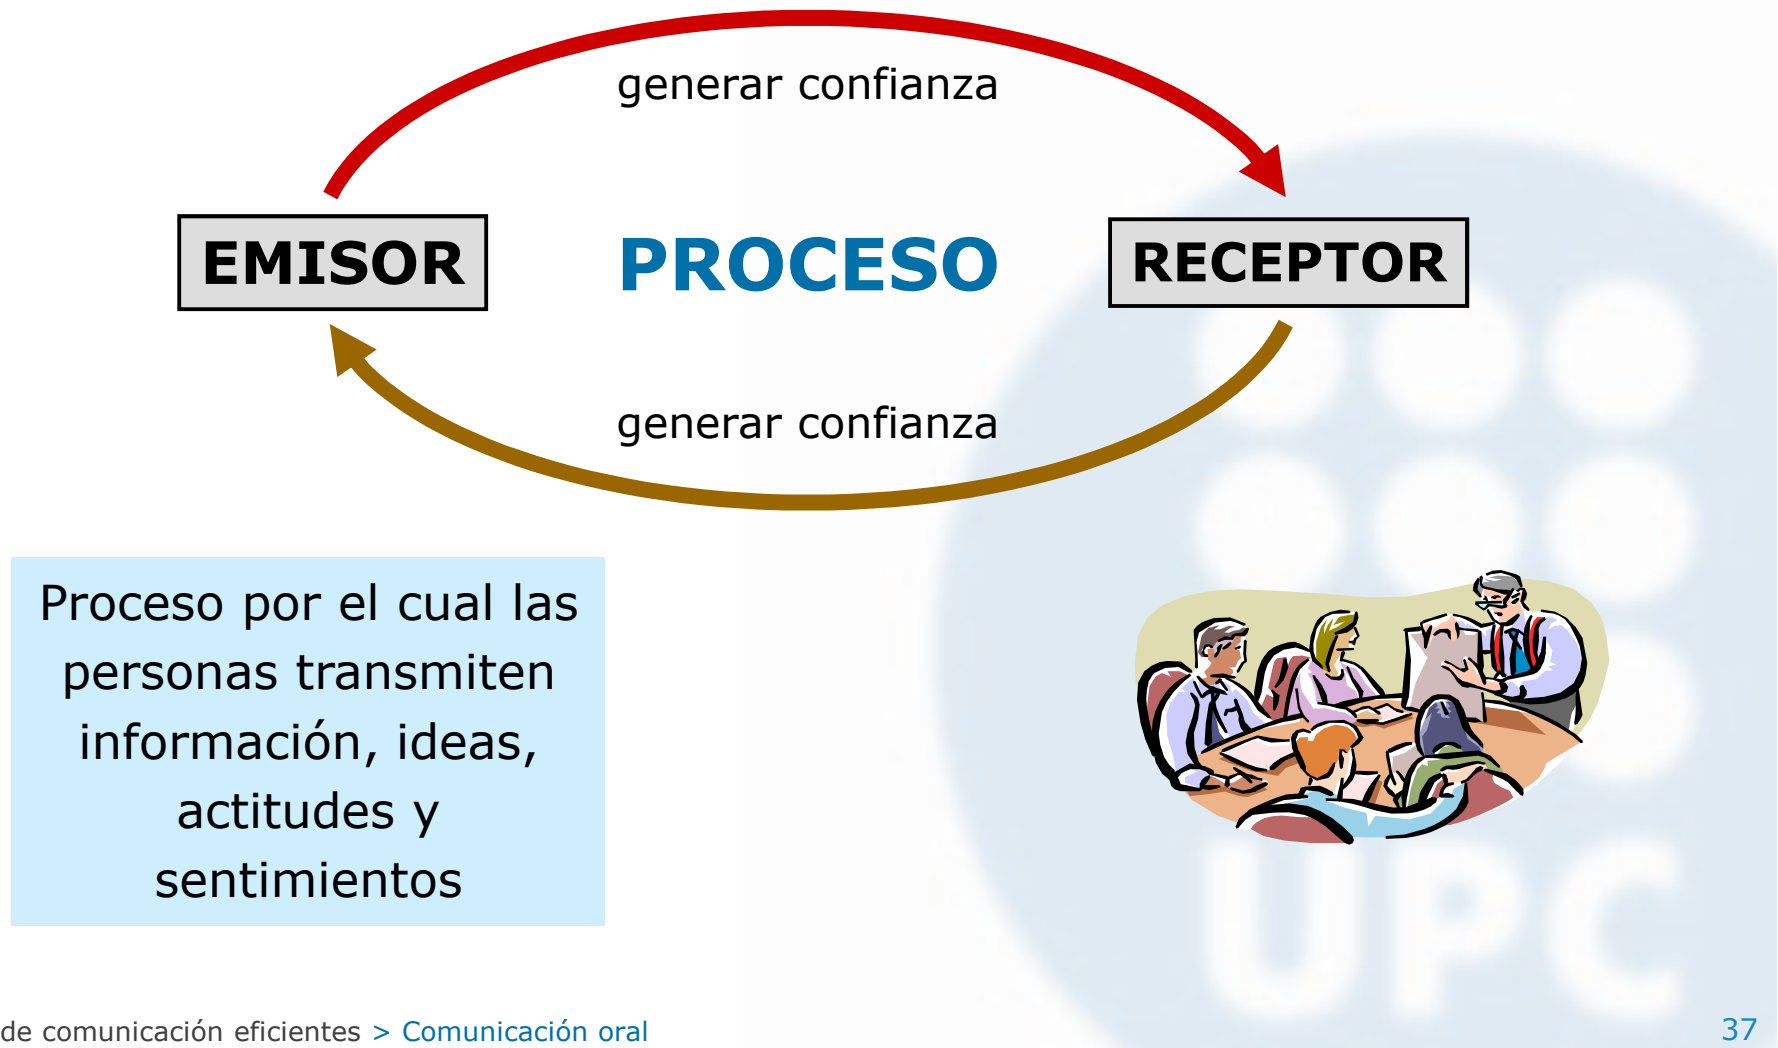 generar confianza
EMISOR
PROCESO
RECEPTOR
generar confianza
Proceso por el cual las
personas transmiten
información, ideas,
actitudes y
sentimientos
UPC
de comunicación eficientes > Comunicación oral
37